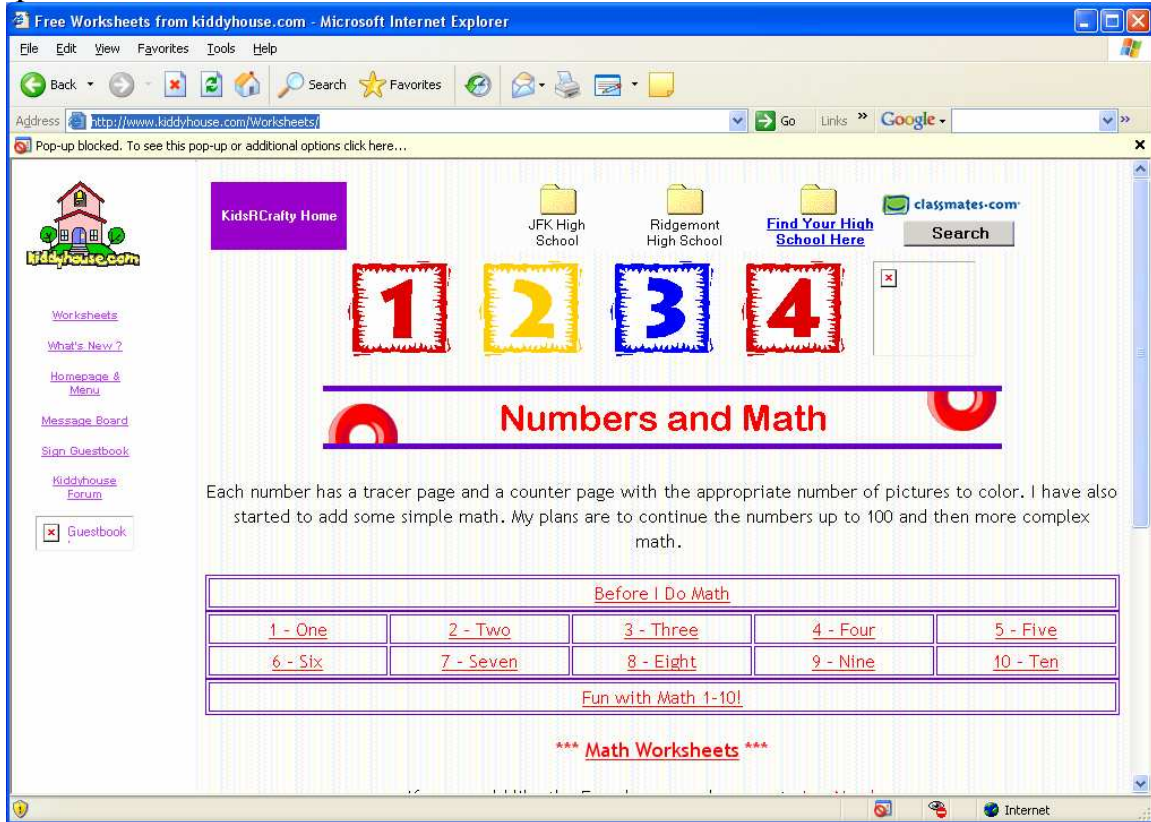 Free Worksheets from kiddyhouse.com - Microsoft Internet Explorer
File Edit View Favorites Tools Help
Back Search Favorites
Address http://www.kiddyhouse.com/Worksheets/ Go Links » Google »
Pop-up blocked. To see this pop-up or additional options click here... x
kiddyhouse.com
Worksheets
What's New ?
Homepage &
Menu
Message Board
Sign Guestbook
Kiddyhouse
Forum
Guestbook
KidsRCrafty Home
JFK High
School
Ridgemont
High School
Find Your High
School Here
classmates.com
Search
1 2 3 4
Numbers and Math
Each number has a tracer page and a counter page with the appropriate number of pictures to color. I have also
started to add some simple math. My plans are to continue the numbers up to 100 and then more complex
math.
Before I Do Math
1 - One 2 - Two 3 - Three 4 - Four 5 - Five
6 - Six 7 - Seven 8 - Eight 9 - Nine 10 - Ten
Fun with Math 1-10!
*** Math Worksheets ***
Internet